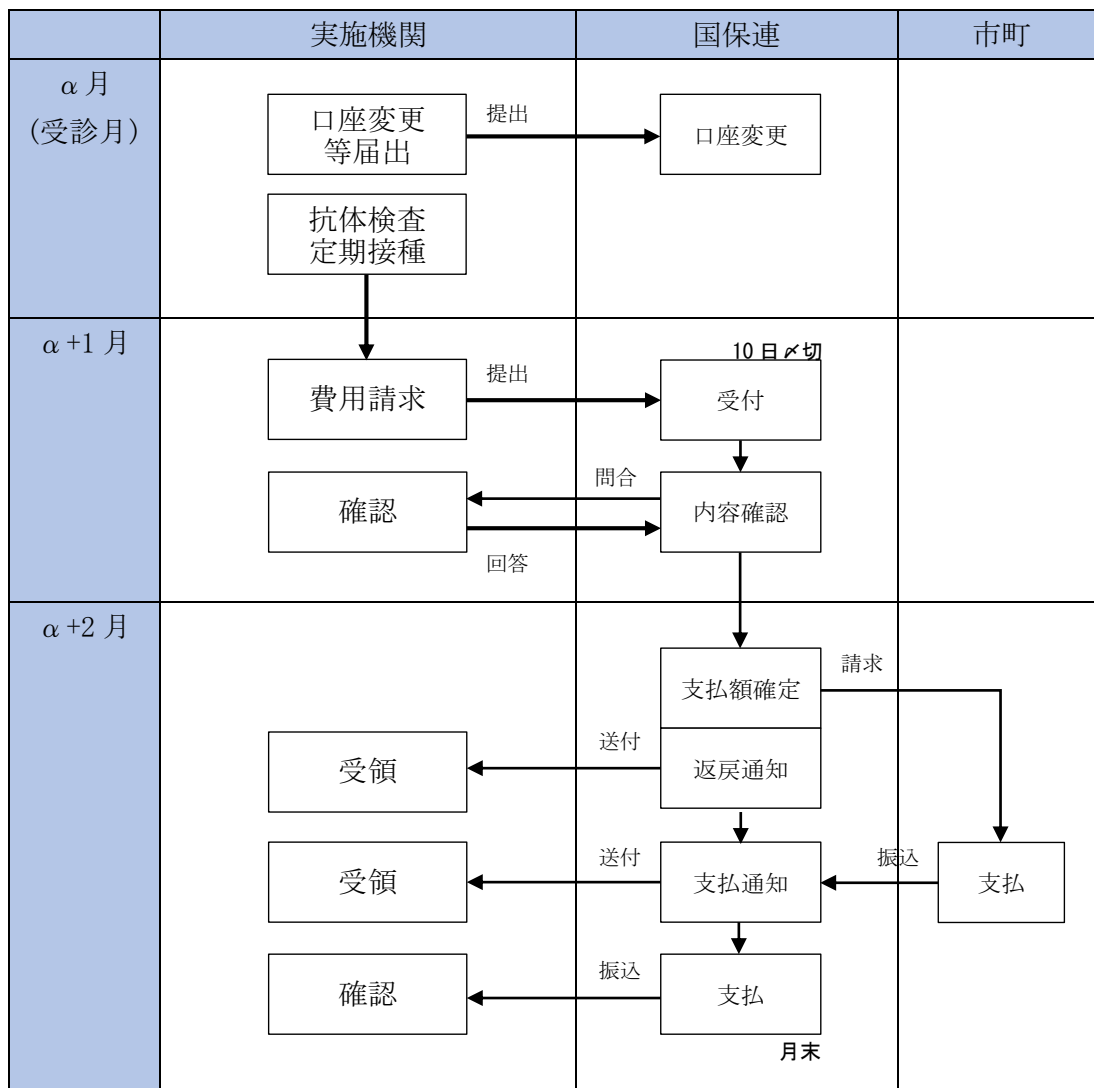 実施機関
国保連
市町
α月
(受診月)
口座変更
等届出
提出
口座変更
抗体検査
定期接種
α+1月
10日〆切
費用請求
提出
受付
確認
問合
内容確認
回答
α+2月
支払額確定
請求
受領
送付
返戻通知
受領
送付
支払通知
振込
支払
確認
振込
支払
月末